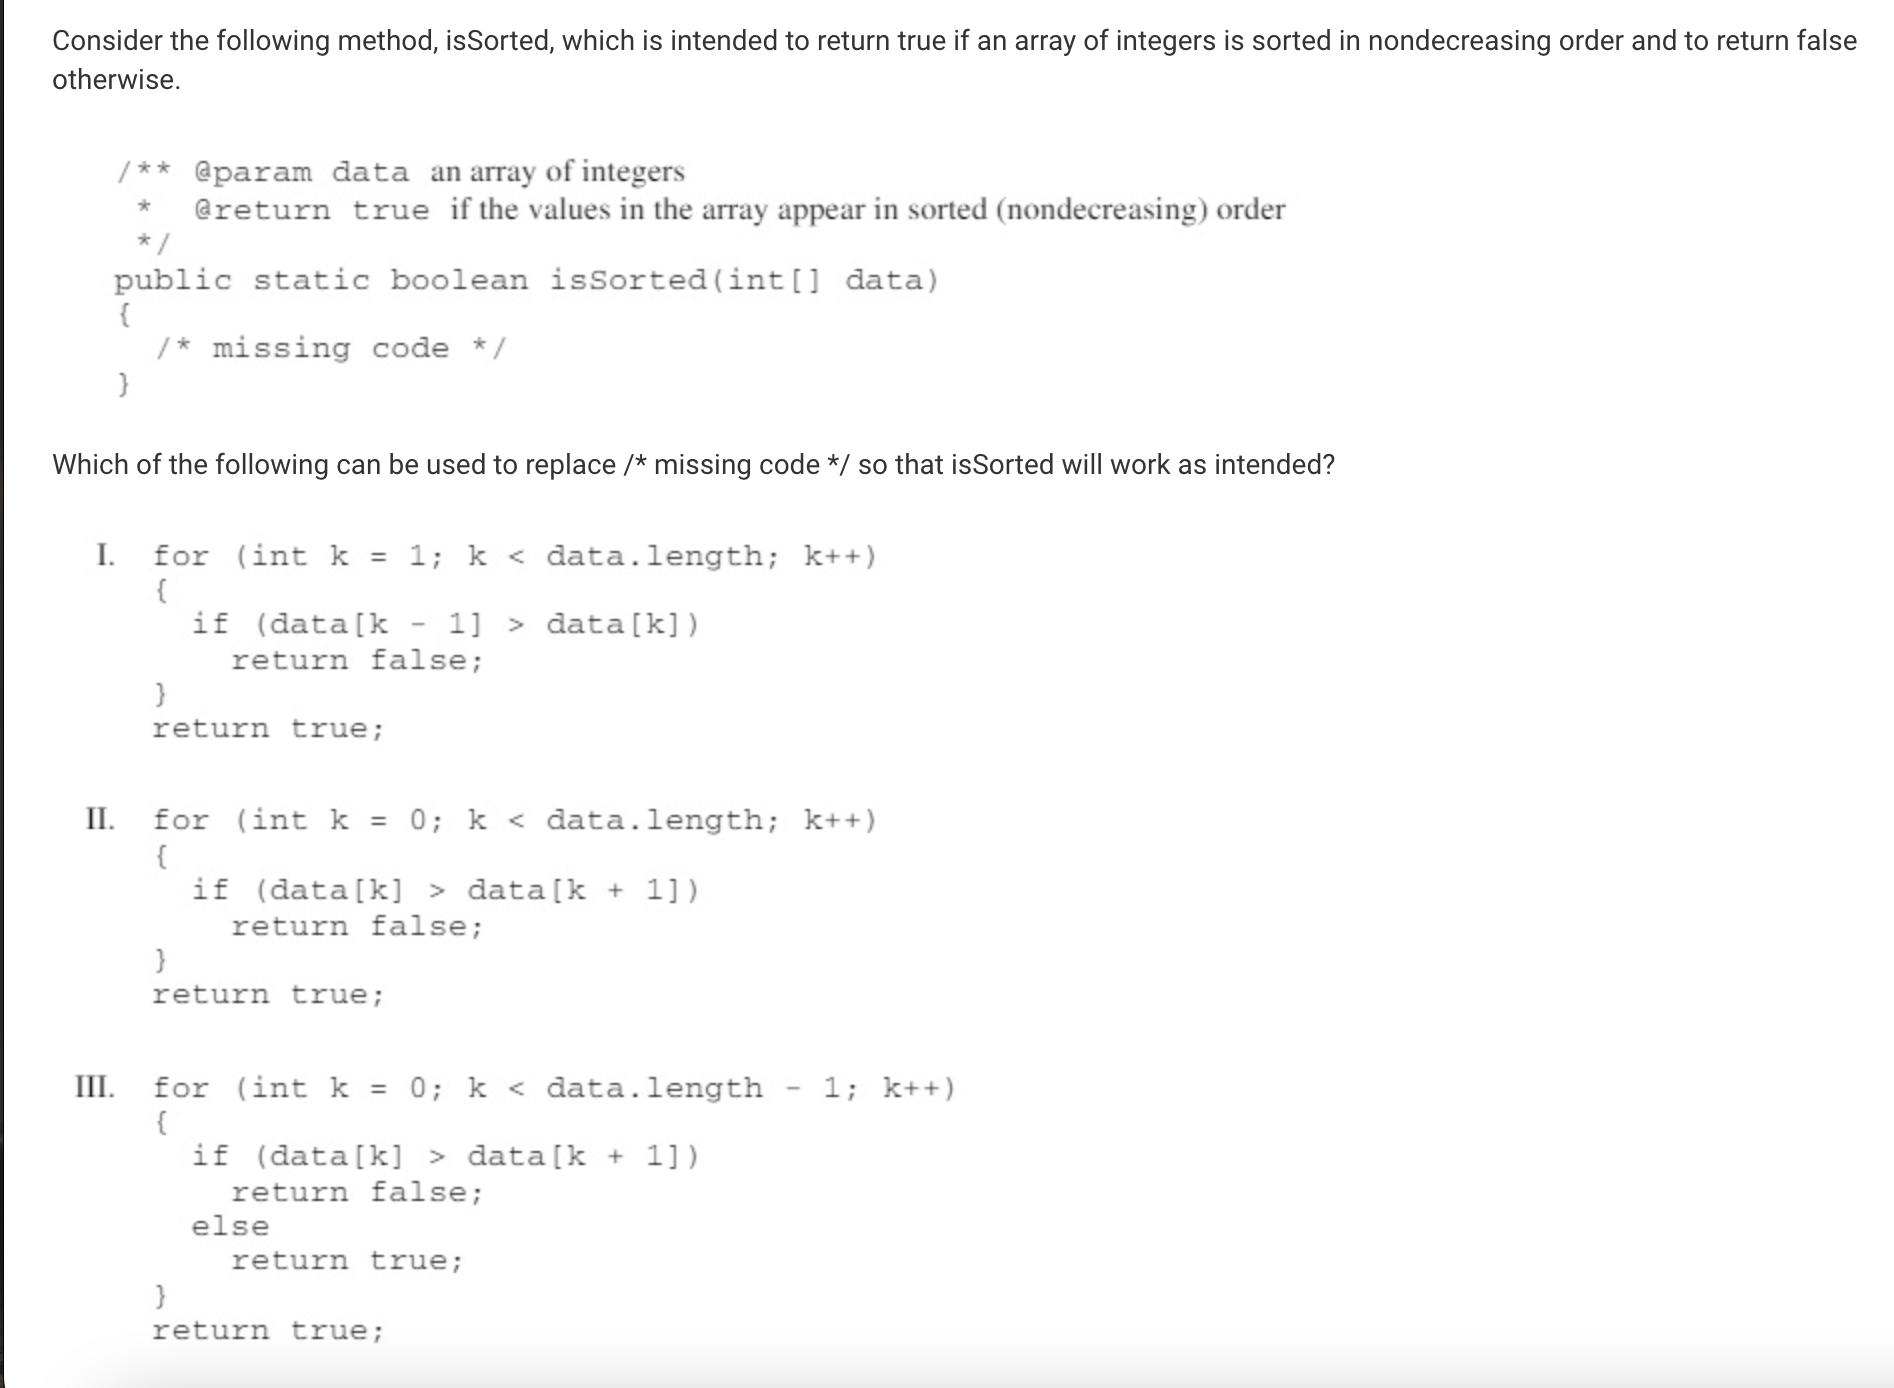 Consider the following method, isSorted, which is intended to return true if an array of integers is sorted in nondecreasing order and to return false
otherwise.
/** @param data an array of integers
*   @return true if the values in the array appear in sorted (nondecreasing) order
*/
public static boolean isSorted(int[] data)
{
/* missing code */
}
Which of the following can be used to replace /* missing code */ so that isSorted will work as intended?
I. for (int k = 1; k < data.length; k++)
{
if (data[k - 1] > data[k])
return false;
}
return true;
II. for (int k = 0; k < data.length; k++)
{
if (data[k] > data[k + 1])
return false;
}
return true;
III. for (int k = 0; k < data.length - 1; k++)
{
if (data[k] > data[k + 1])
return false;
else
return true;
}
return true;